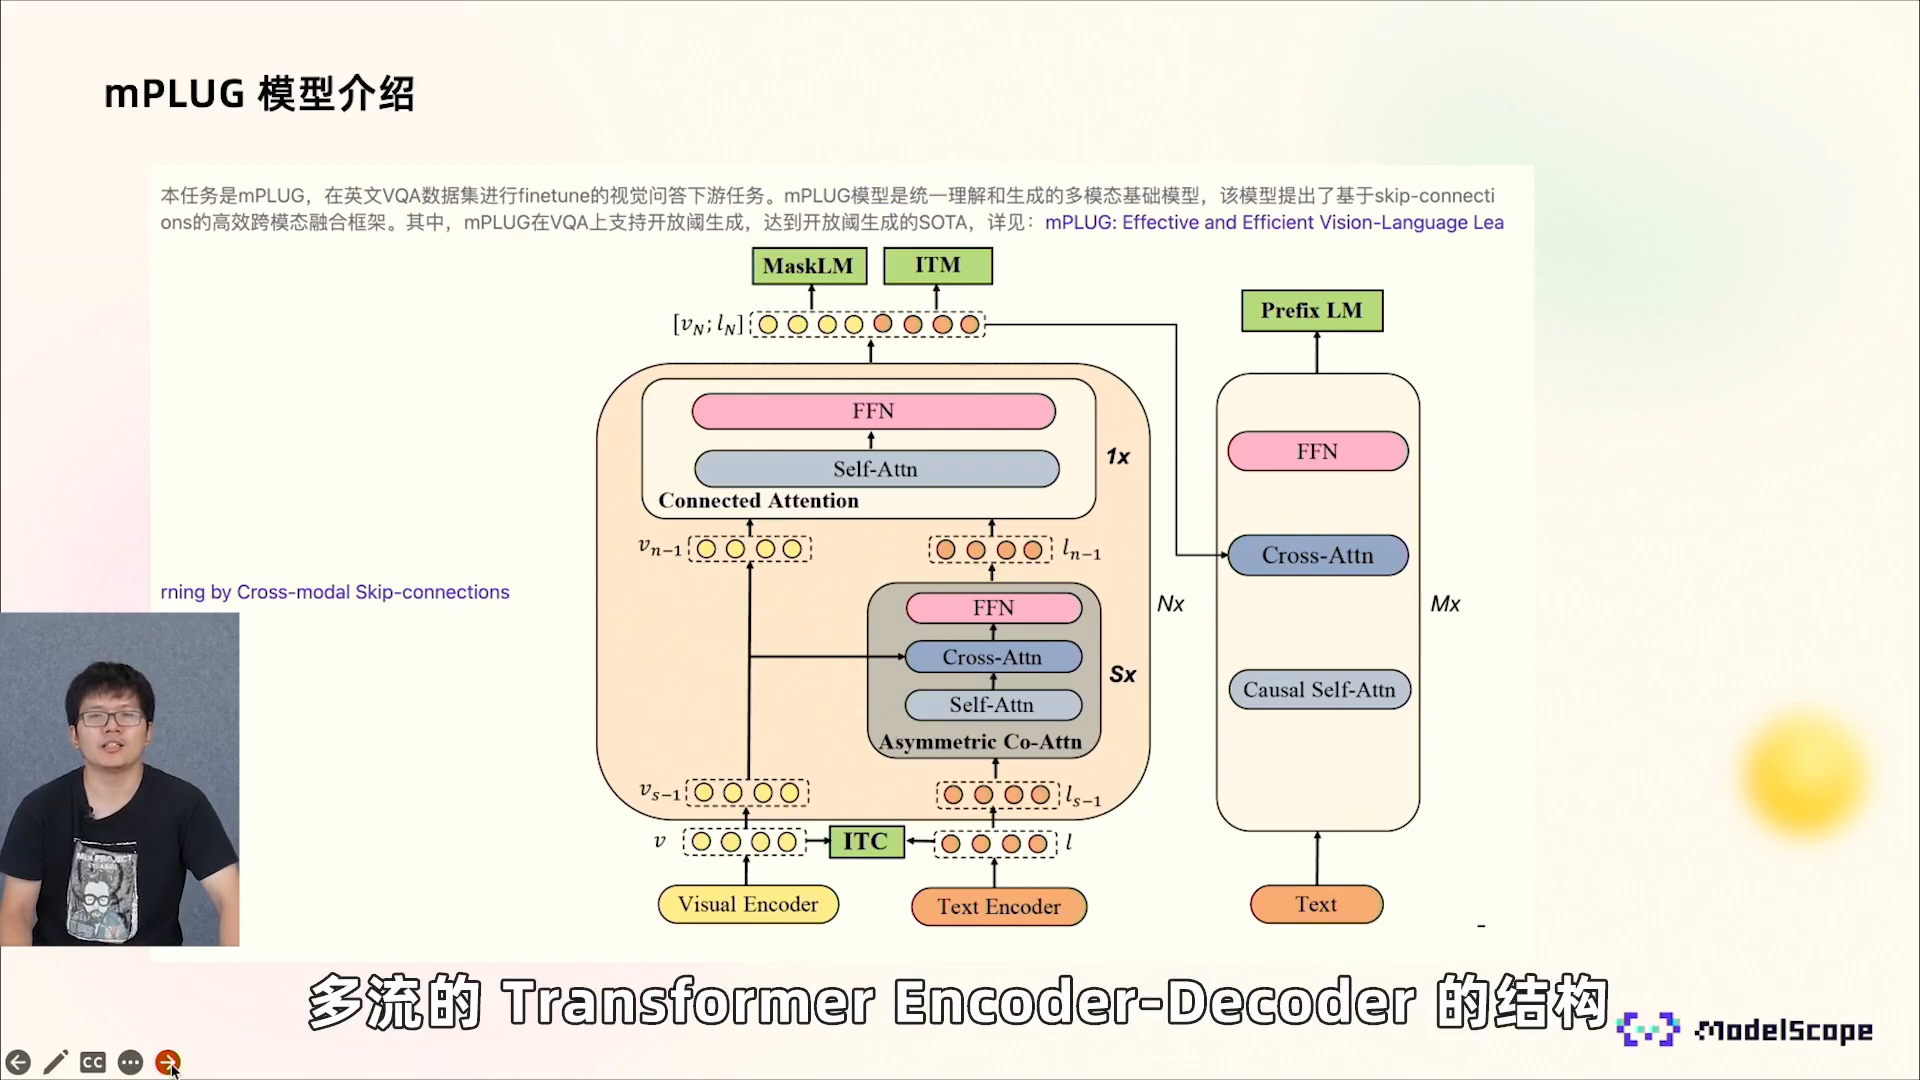 mPLUG 模型介绍
本任务是mPLUG，在英文VQA数据集进行finetune的视觉问答下游任务。mPLUG模型是统一理解和生成的多模态基础模型，该模型提出了基于skip-connecti
ons的高效跨模态融合框架。其中，mPLUG在VQA上支持开放阈生成，达到开放阈生成的SOTA，详见：mPLUG: Effective and Efficient Vision-Language Lea
rning by Cross-modal Skip-connections
MaskLM
ITM
[vN; lN]
Prefix LM
FFN
Self-Attn
Connected Attention
1x
FFN
Cross-Attn
Causal Self-Attn
Mx
vn−1
ln−1
FFN
Cross-Attn
Self-Attn
Asymmetric Co-Attn
Sx
Nx
vs−1
ls−1
v
ITC
l
Visual Encoder
Text Encoder
Text
多流的 Transformer Encoder-Decoder 的结构
ModelScope
CC